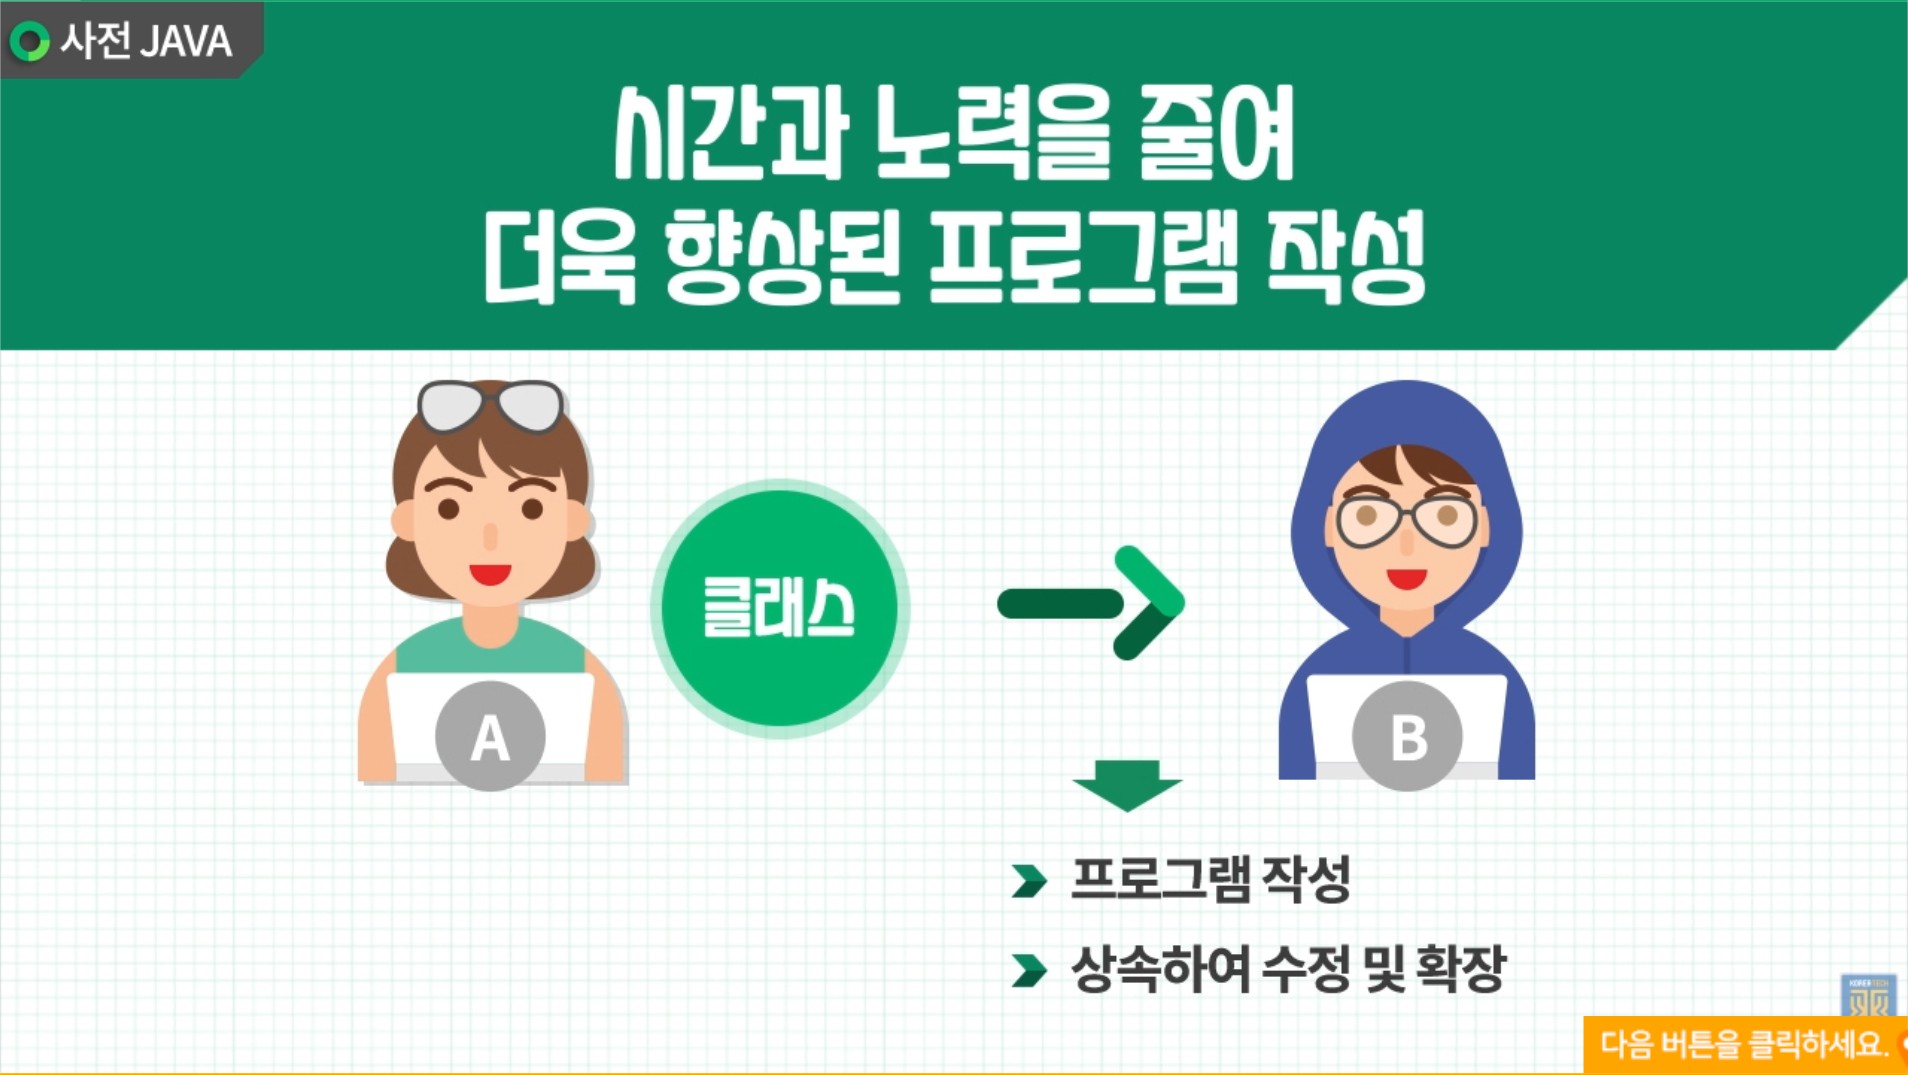 사전 JAVA
시간과 노력을 줄여
더욱 향상된 프로그램 작성
클래스
A
B
프로그램 작성
상속하여 수정 및 확장
KOREATECH
다음 버튼을 클릭하세요.